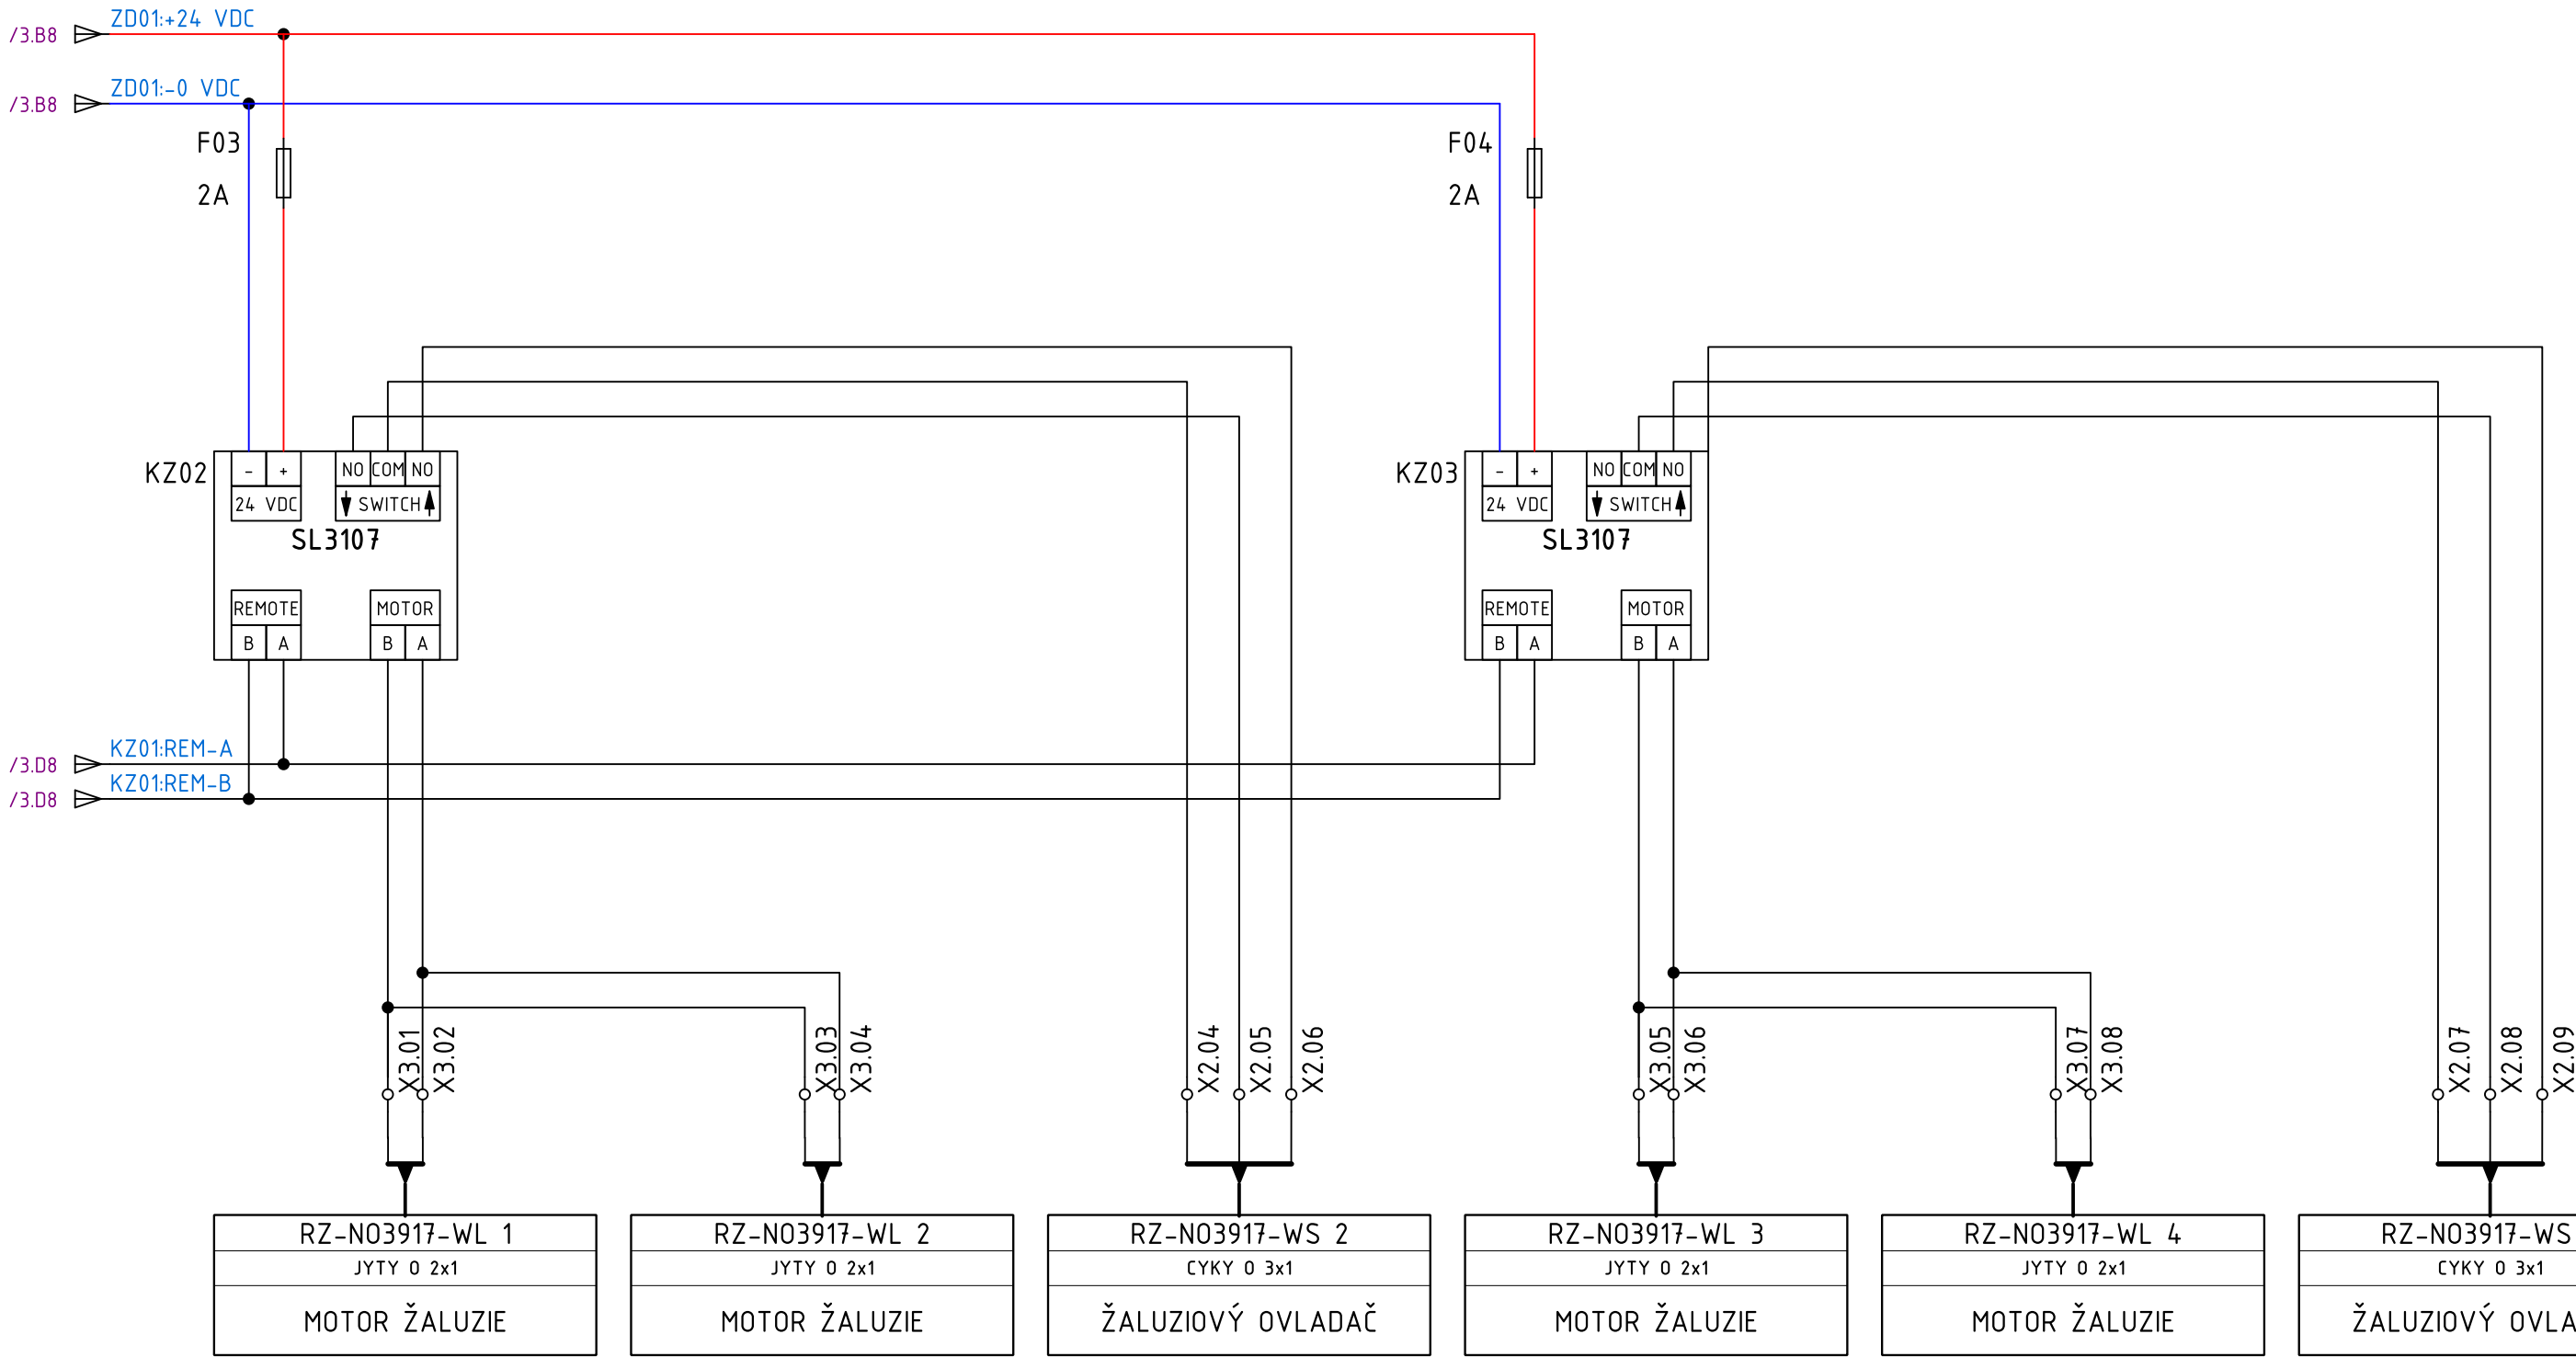 ZD01:+24 VDC
/3.B8
ZD01:-0 VDC
/3.B8
F03
2A
F04
2A
KZ02
- + NO COM NO
24 VDC SWITCH
SL3107
REMOTE MOTOR
B A B A
KZ03
- + NO COM NO
24 VDC SWITCH
SL3107
REMOTE MOTOR
B A B A
KZ01:REM-A
/3.D8
KZ01:REM-B
/3.D8
X3.01
X3.02
X3.03
X3.04
X2.04
X2.05
X2.06
X3.05
X3.06
X3.07
X3.08
X2.07
X2.08
X2.09
RZ-N03917-WL 1
JYTY O 2x1
MOTOR ŽALUZIE
RZ-N03917-WL 2
JYTY O 2x1
MOTOR ŽALUZIE
RZ-N03917-WS 2
CYKY O 3x1
ŽALUZIOVÝ OVLADAČ
RZ-N03917-WL 3
JYTY O 2x1
MOTOR ŽALUZIE
RZ-N03917-WL 4
JYTY O 2x1
MOTOR ŽALUZIE
RZ-N03917-WS
CYKY O 3x1
ŽALUZIOVÝ